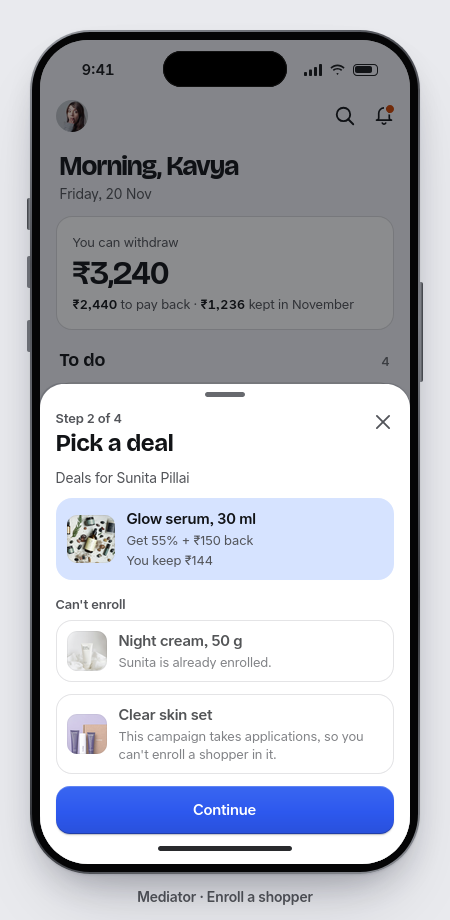 9:41
Morning, Kavya
Friday, 20 Nov
You can withdraw
₹3,240
₹2,440 to pay back · ₹1,236 kept in November
To do
4
Step 2 of 4
Pick a deal
Deals for Sunita Pillai
Glow serum, 30 ml
Get 55% + ₹150 back
You keep ₹144
Can't enroll
Night cream, 50 g
Sunita is already enrolled.
Clear skin set
This campaign takes applications, so you
can't enroll a shopper in it.
Continue
Mediator · Enroll a shopper